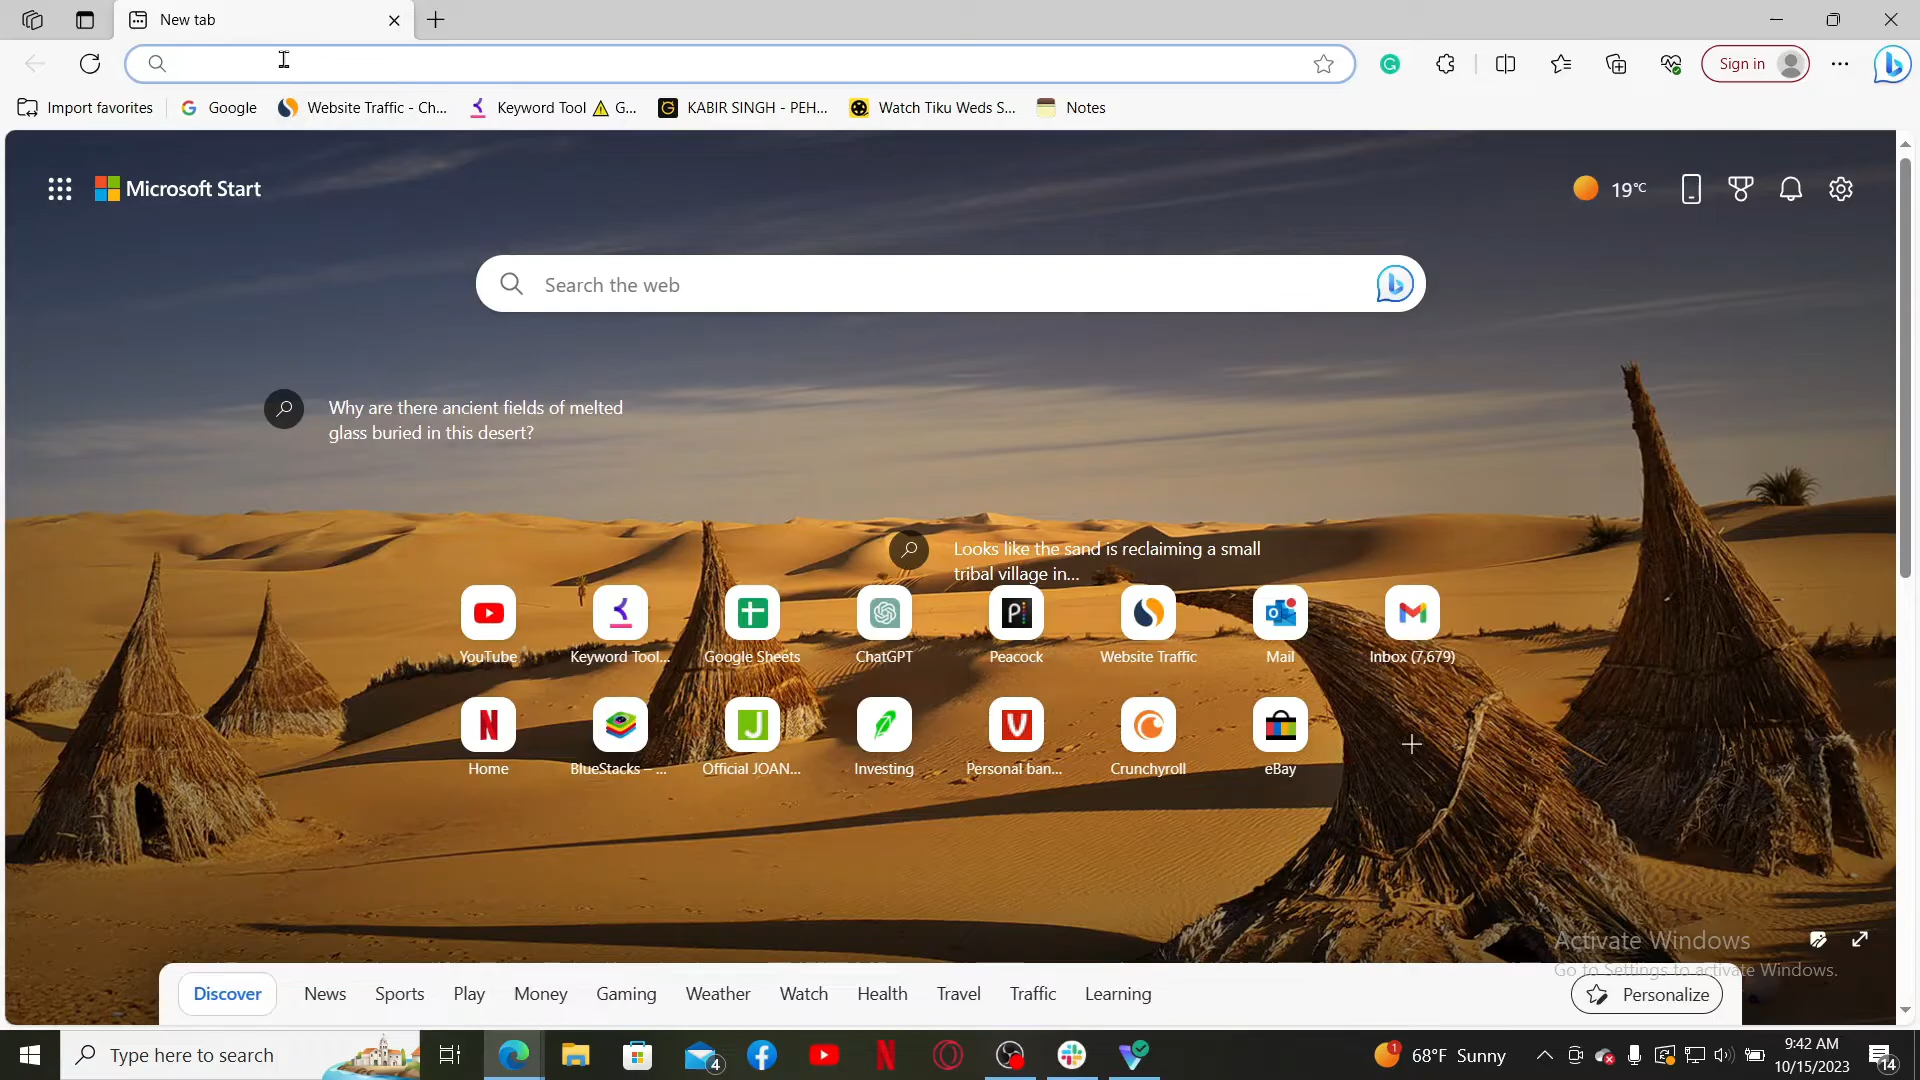 New tab
Sign in
Import favorites
Google
Website Traffic - Ch...
Keyword Tool ⚠ G...
KABIR SINGH - PEH...
Watch Tiku Weds S...
Notes
Microsoft Start
19°C
Search the web
Why are there ancient fields of melted
glass buried in this desert?
Looks like the sand is reclaiming a small
tribal village in...
YouTube
Keyword Tool...
Google Sheets
ChatGPT
Peacock
Website Traffic
Mail
Inbox (7,679)
Home
BlueStacks – ...
Official JOAN...
Investing
Personal ban...
Crunchyroll
eBay
Activate Windows
Go to Settings to activate Windows.
Discover
News
Sports
Play
Money
Gaming
Weather
Watch
Health
Travel
Traffic
Learning
Personalize
Type here to search
4
1
68°F Sunny
9:42 AM
10/15/2023
14